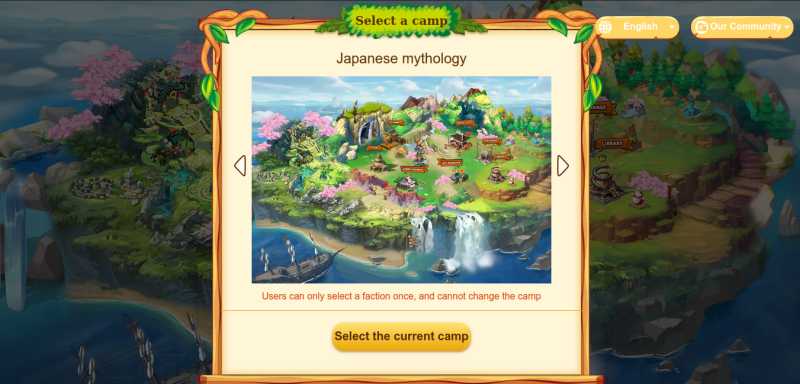 Select a camp
English
Our Community
Japanese mythology
LIBRARY
Users can only select a faction once, and cannot change the camp
Select the current camp